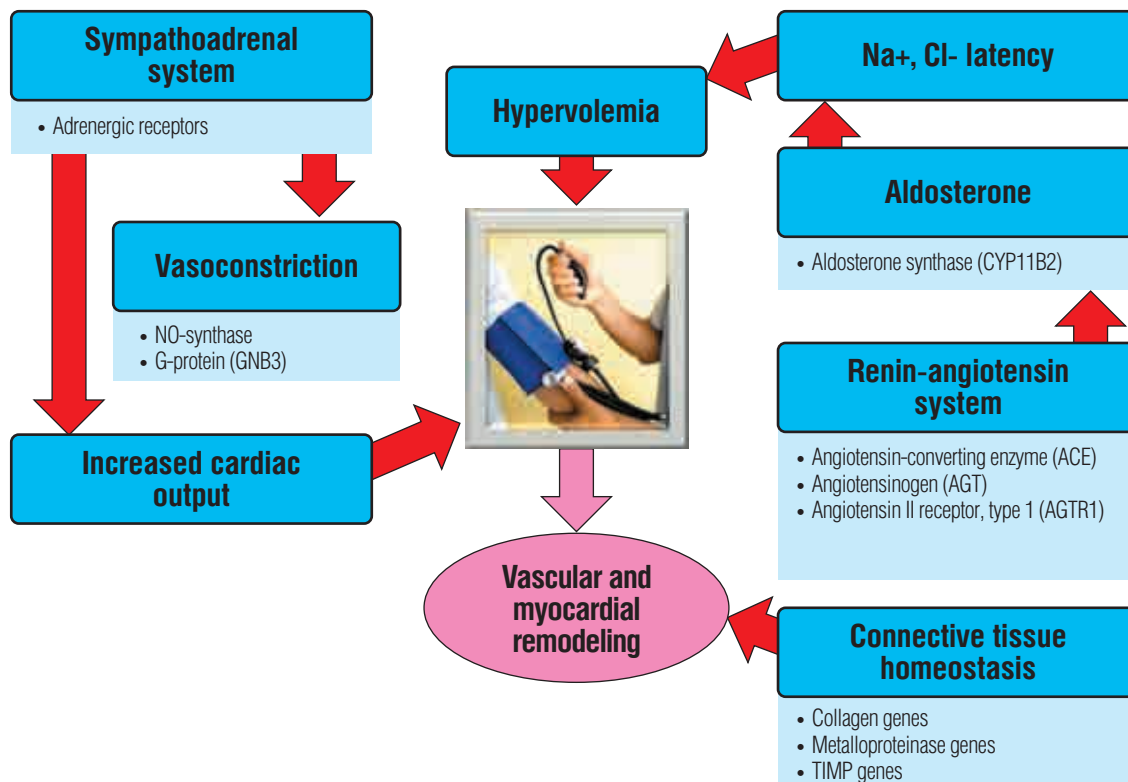 Sympathoadrenal
system
• Adrenergic receptors
Vasoconstriction
• NO-synthase
• G-protein (GNB3)
Increased cardiac
output
Hypervolemia
Vascular and
myocardial
remodeling
Na+, Cl- latency
Aldosterone
• Aldosterone synthase (CYP11B2)
Renin-angiotensin
system
• Angiotensin-converting enzyme (ACE)
• Angiotensinogen (AGT)
• Angiotensin II receptor, type 1 (AGTR1)
Connective tissue
homeostasis
• Collagen genes
• Metalloproteinase genes
• TIMP genes